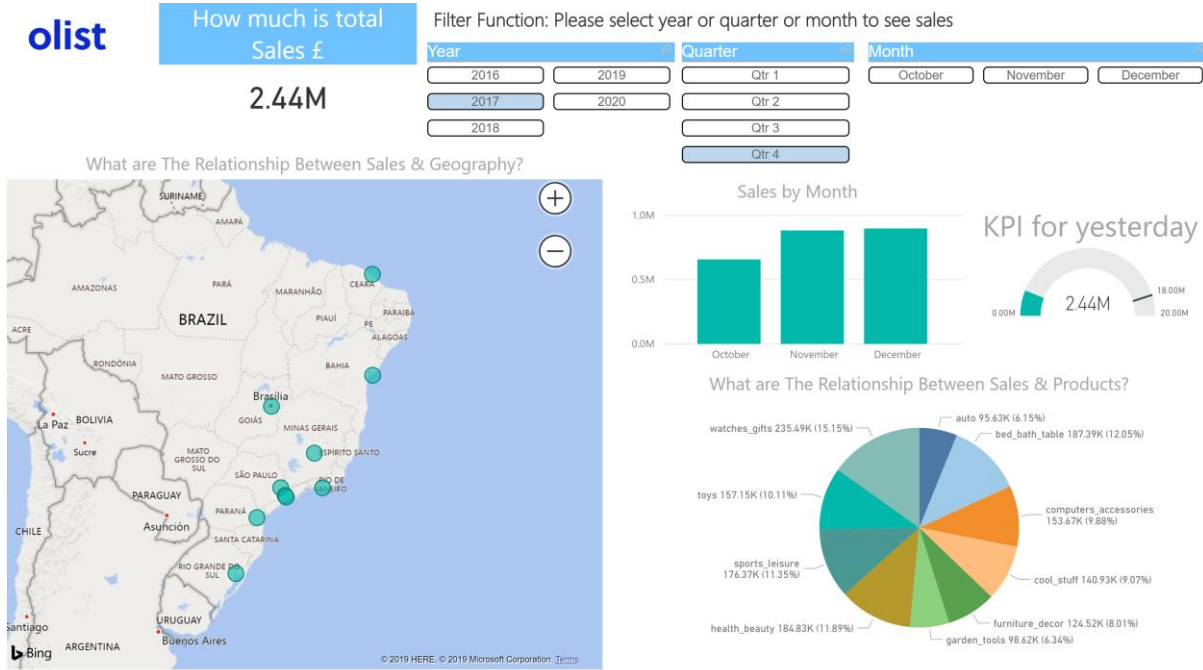 olist
How much is total
Sales £
2.44M
Filter Function: Please select year or quarter or month to see sales
Year
2016
2019
2017
2020
2018
Quarter
Qtr 1
Qtr 2
Qtr 3
Qtr 4
Month
October
November
December
What are The Relationship Between Sales & Geography?
SURINAME
AMAPÁ
AMAZONAS
PARÁ
MARANHÃO
CEARÁ
PARAIBA
PIAUÍ
PE
ALAGOAS
ACRE
BRAZIL
RONDÔNIA
MATO GROSSO
BAHIA
Brasília
GOIÁS
MINAS GERAIS
La Paz
BOLIVIA
Sucre
MATO
GROSSO
DO SUL
ESPÍRITO SANTO
SÃO PAULO
RIO DE
JANEIRO
PARAGUAY
PARANÁ
Asunción
SANTA CATARINA
CHILE
RIO GRANDE DO
SUL
Santiago
URUGUAY
Buenos Aires
ARGENTINA
Bing
© 2019 HERE, © 2019 Microsoft Corporation Terms
Sales by Month
1.0M
0.5M
0.0M
October
November
December
KPI for yesterday
0.00M
2.44M
18.00M
20.00M
What are The Relationship Between Sales & Products?
watches_gifts 235.49K (15.15%)
auto 95.63K (6.15%)
bed_bath_table 187.39K (12.05%)
toys 157.15K (10.11%)
computers_accessories
153.67K (9.88%)
sports_leisure
176.37K (11.35%)
cool_stuff 140.93K (9.07%)
health_beauty 184.83K (11.89%)
furniture_decor 124.52K (8.01%)
garden_tools 98.62K (6.34%)